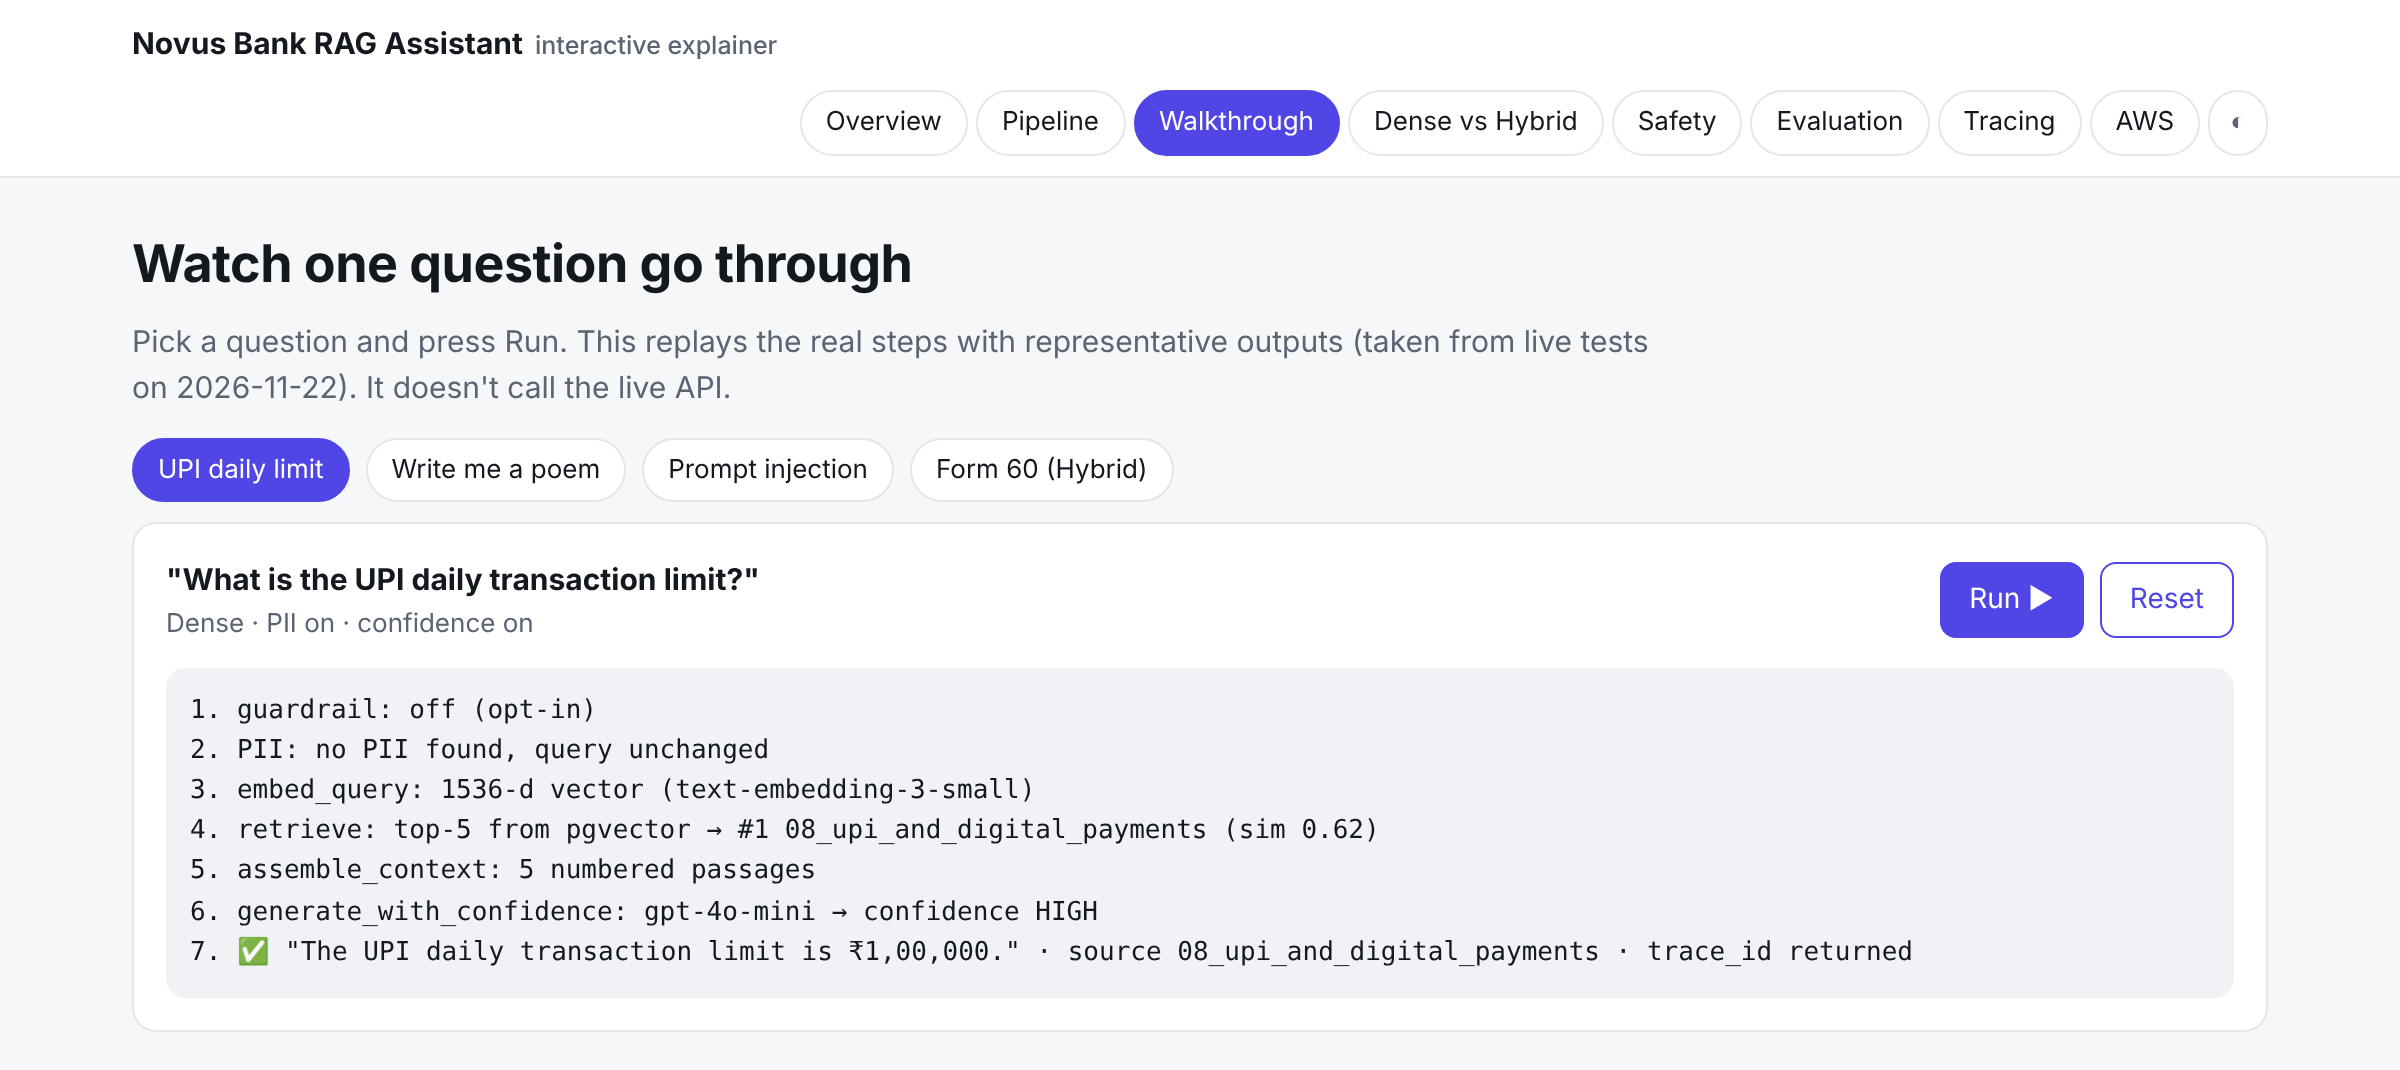 Novus Bank RAG Assistant interactive explainer
Overview Pipeline Walkthrough Dense vs Hybrid Safety Evaluation Tracing AWS
Watch one question go through
Pick a question and press Run. This replays the real steps with representative outputs (taken from live tests
on 2026-11-22). It doesn't call the live API.
UPI daily limit Write me a poem Prompt injection Form 60 (Hybrid)
"What is the UPI daily transaction limit?"
Dense · PII on · confidence on
Run ▶ Reset
1. guardrail: off (opt-in)
2. PII: no PII found, query unchanged
3. embed_query: 1536-d vector (text-embedding-3-small)
4. retrieve: top-5 from pgvector → #1 08_upi_and_digital_payments (sim 0.62)
5. assemble_context: 5 numbered passages
6. generate_with_confidence: gpt-4o-mini → confidence HIGH
7. ✅ "The UPI daily transaction limit is ₹1,00,000." · source 08_upi_and_digital_payments · trace_id returned